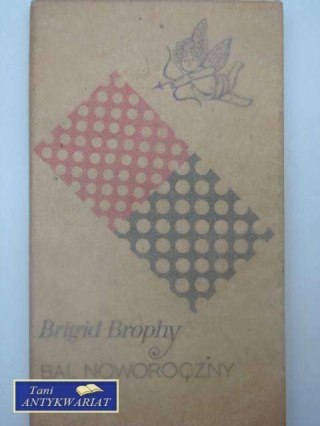 Brigid Brophy
BAL NOWOROCZNY
Tani
ANTYKWARIAT